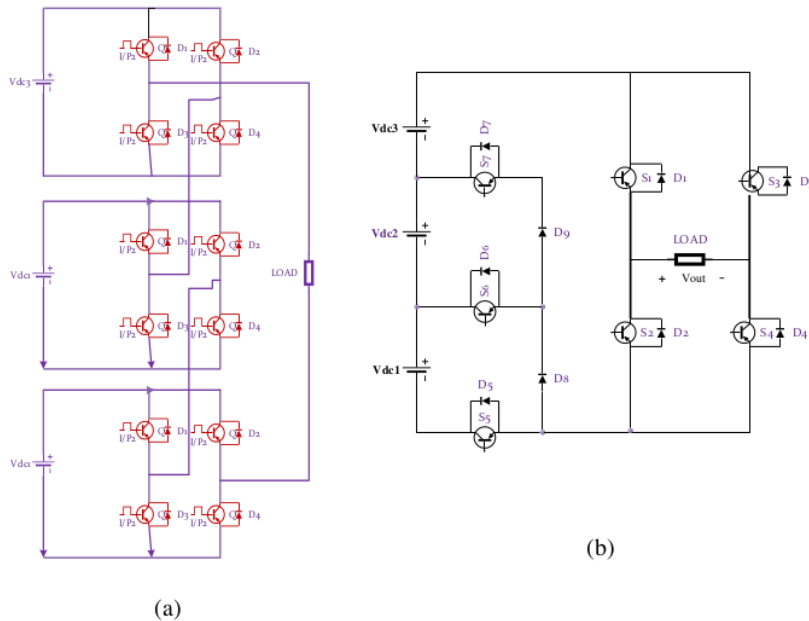 Vdc3
+
-
I/P2
Q
D1
I/P2
Q
D2
I/P2
Q
D3
I/P2
Q
D4
Vdc1
+
-
I/P2
Q
D1
I/P2
Q
D2
I/P2
Q
D3
I/P2
Q
D4
Vdc1
+
-
I/P2
Q
D1
I/P2
Q
D2
I/P2
Q
D3
I/P2
Q
D4
LOAD
(a)
Vdc3
+
-
Vdc2
+
-
Vdc1
+
-
D7
S7
D6
S6
D5
S5
D9
D8
S1
D1
S3
D
LOAD
+ Vout -
S2
D2
S4
D4
(b)